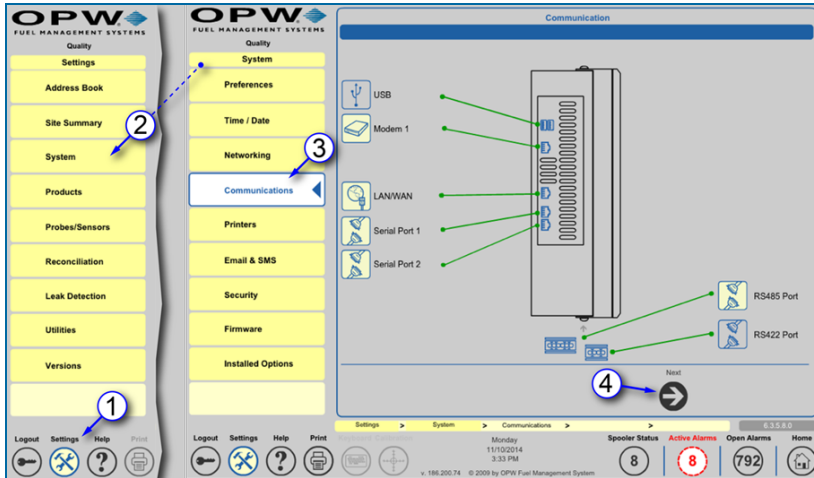 OPW
FUEL MANAGEMENT SYSTEMS
Quality
Settings
Address Book
Site Summary
System
Products
Probes/Sensors
Reconciliation
Leak Detection
Utilities
Versions
Logout Settings Help Print
1
2
OPW
FUEL MANAGEMENT SYSTEMS
Quality
System
Preferences
Time / Date
Networking
Communications
Printers
Email & SMS
Security
Firmware
Installed Options
Logout Settings Help Print
3
Communication
USB
Modem 1
LAN/WAN
Serial Port 1
Serial Port 2
RS485 Port
RS422 Port
Next
4
Settings > System > Communications > >
6.3.5.8.0
Keyboard Calibration
Monday
11/10/2014
3:33 PM
v. 186.200.74 © 2009 by OPW Fuel Management System
Spooler Status Active Alarms Open Alarms Home
8 8 792